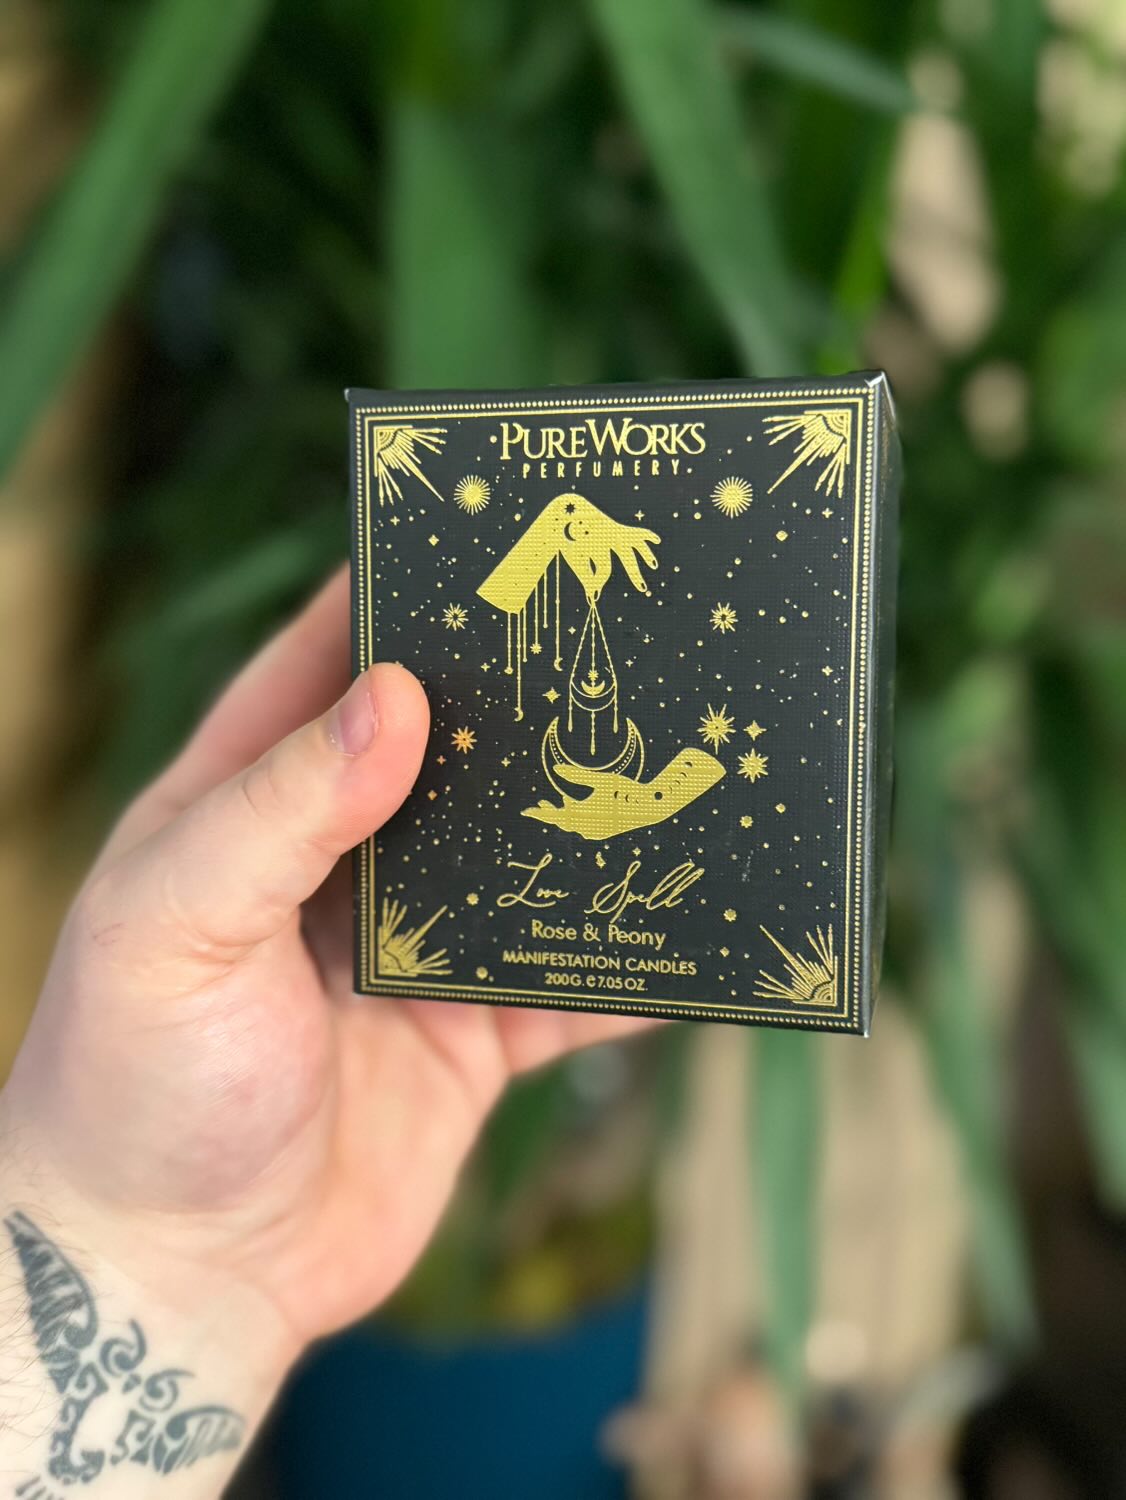 PUREWORKS
PERFUMERY
Love Spell
Rose & Peony
MANIFESTATION CANDLES
200G. ℮ 7.05 OZ.